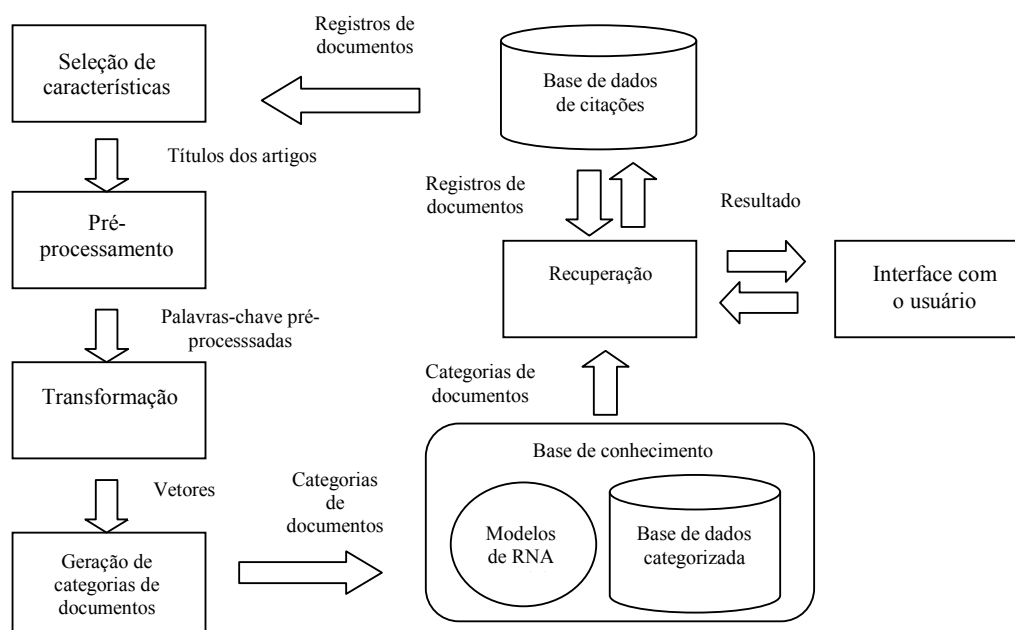 Registros de
documentos
Seleção de
características
Base de dados
de citações
Títulos dos artigos
Registros de
documentos
Resultado
Pré-
processamento
Recuperação
Interface com
o usuário
Palavras-chave pré-
processsadas
Transformação
Categorias de
documentos
Base de conhecimento
Vetores
Categorias
de
documentos
Modelos
de RNA
Base de dados
categorizada
Geração de
categorias de
documentos